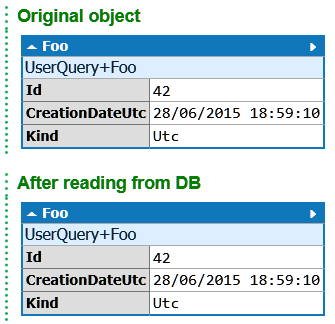 Original object
Foo
UserQuery+Foo
Id 42
CreationDateUtc 28/06/2015 18:59:10
Kind Utc
After reading from DB
Foo
UserQuery+Foo
Id 42
CreationDateUtc 28/06/2015 18:59:10
Kind Utc